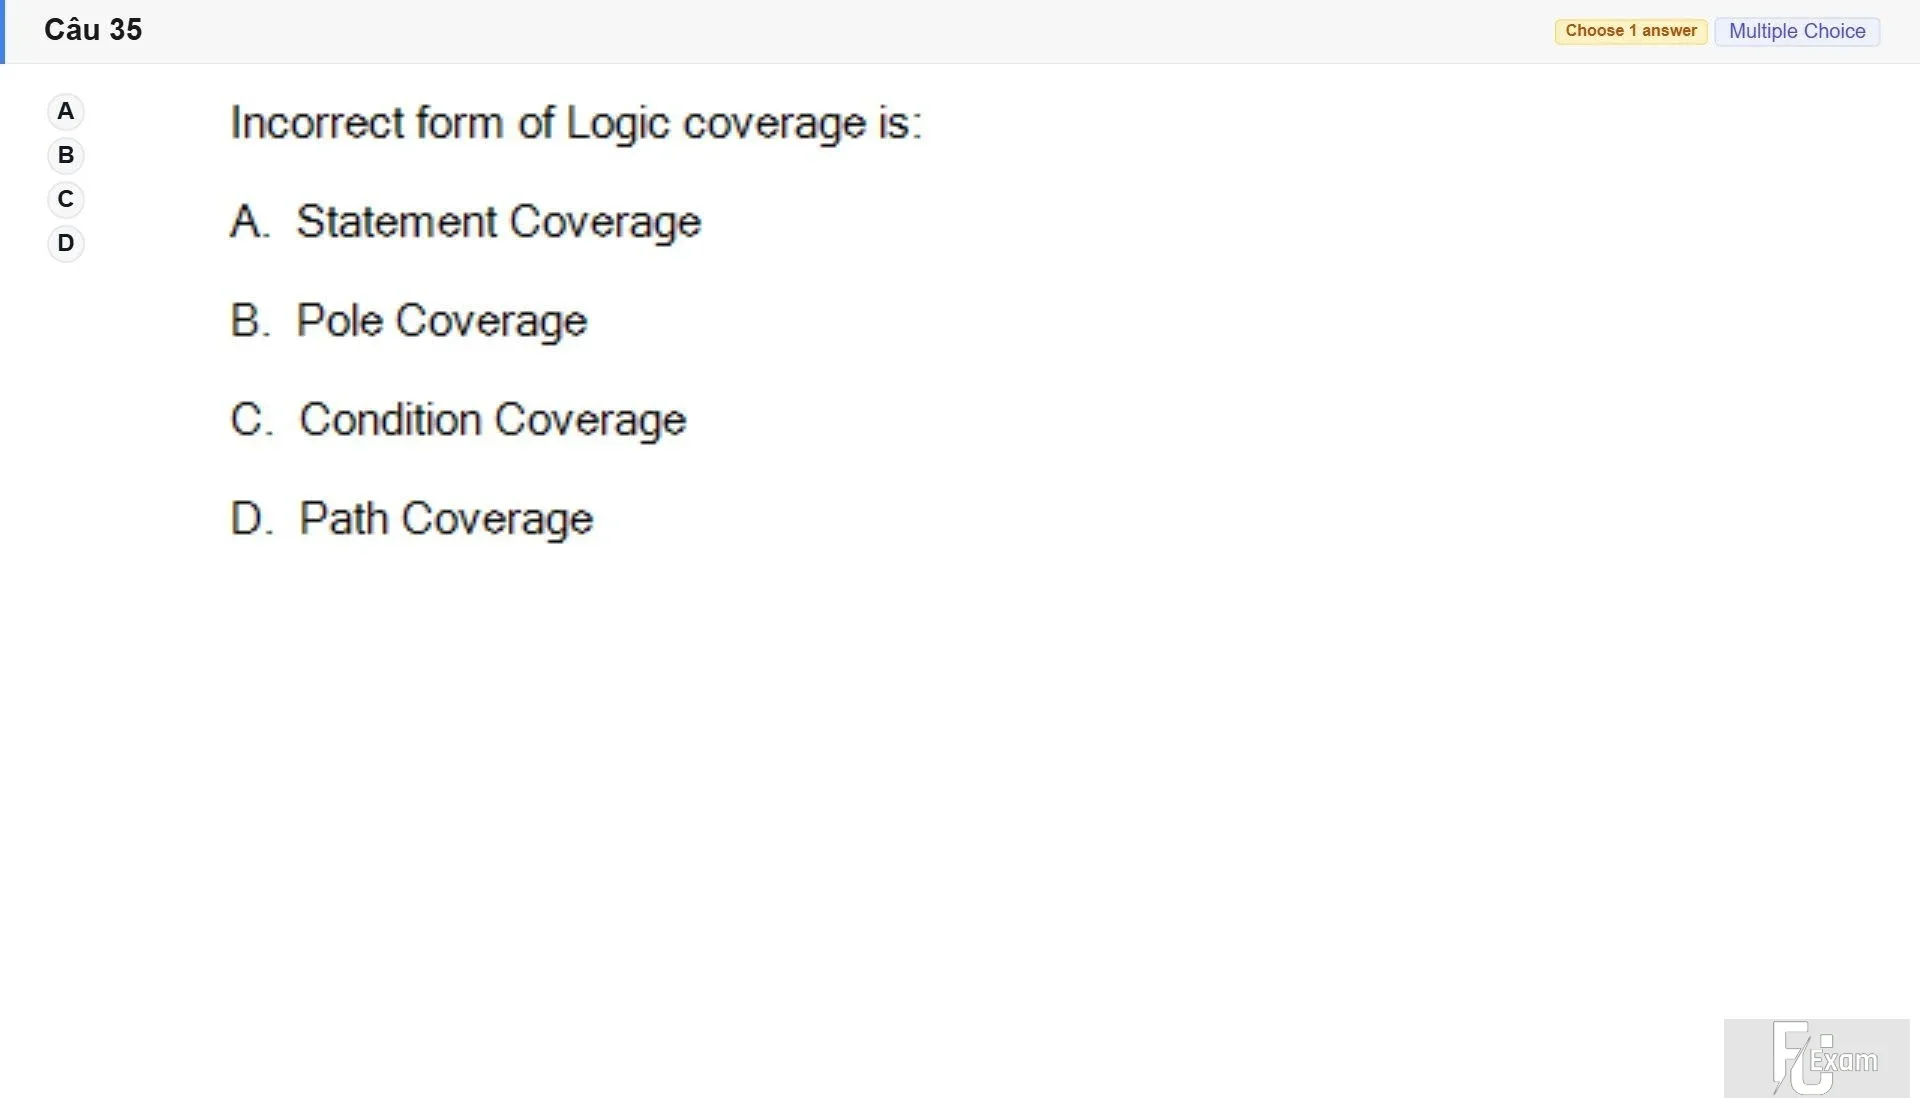 Câu 35
Choose 1 answer
Multiple Choice
A
B
C
D
Incorrect form of Logic coverage is:
A. Statement Coverage
B. Pole Coverage
C. Condition Coverage
D. Path Coverage
FU Exam